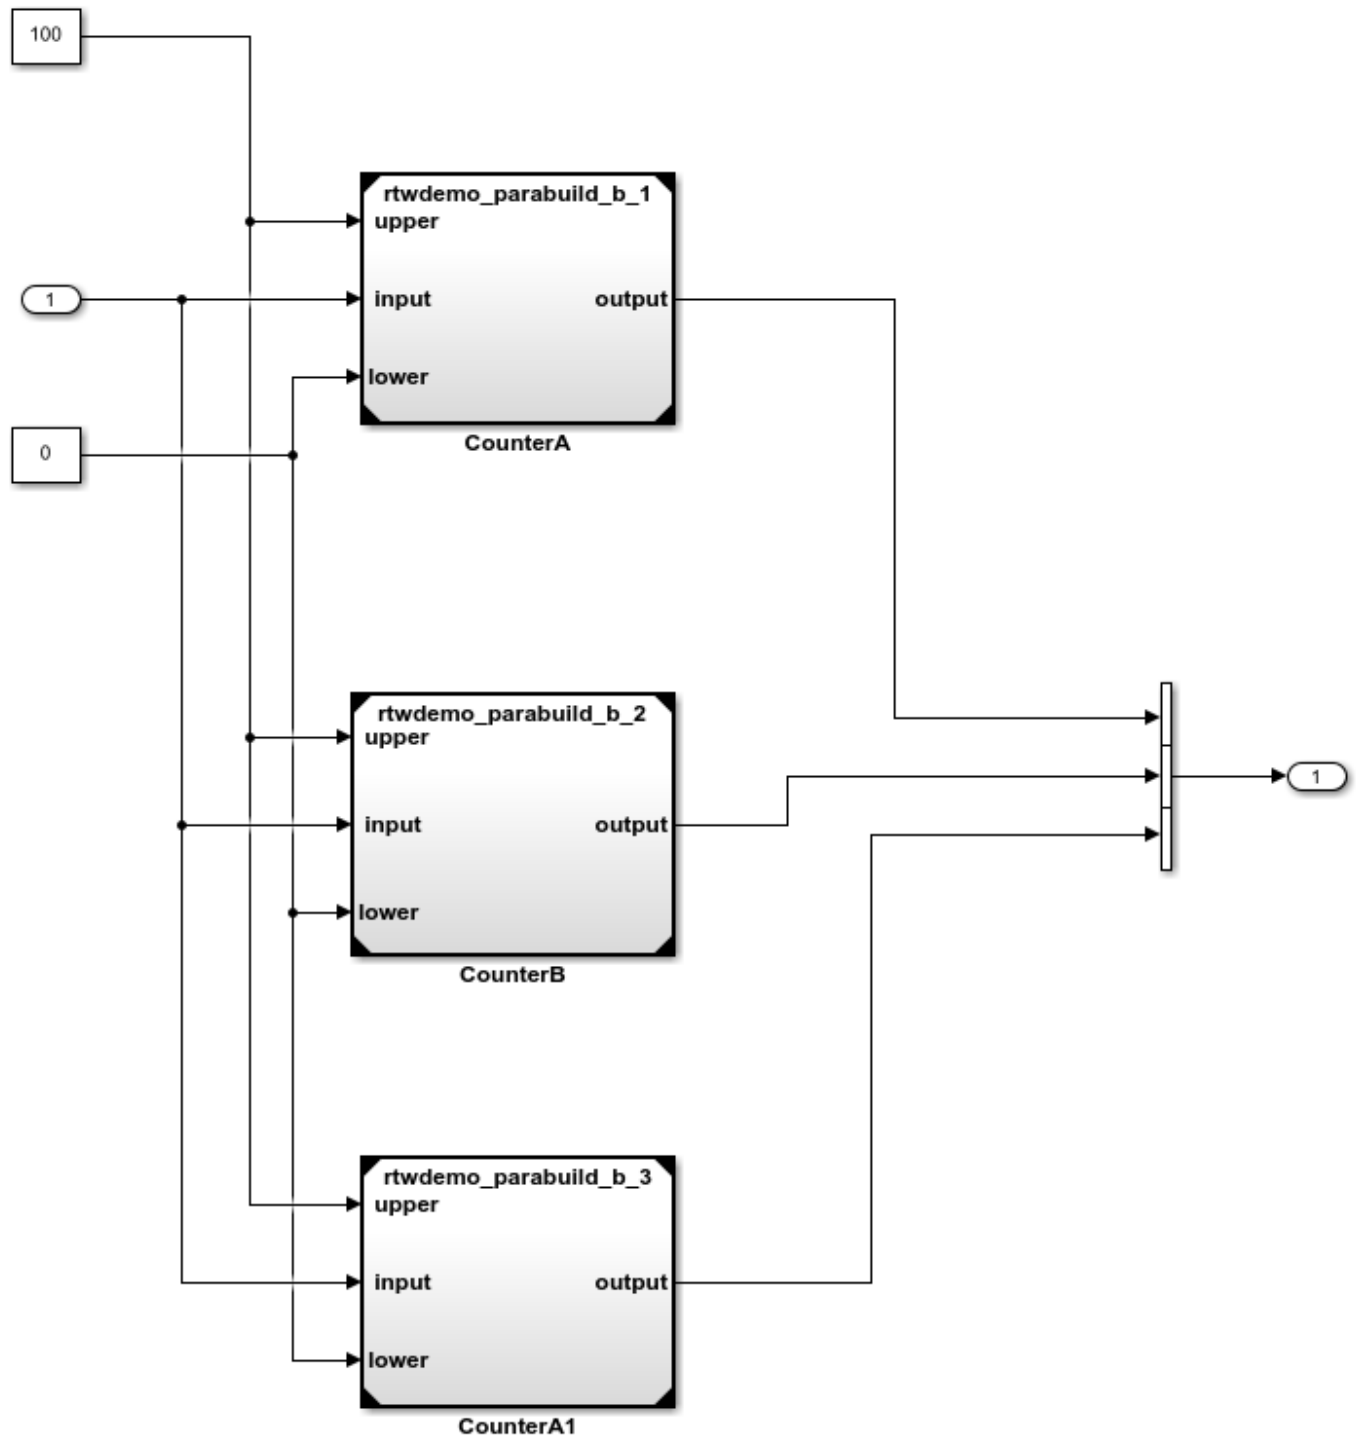 100
rtwdemo_parabuild_b_1
upper
1
input
output
lower
0
CounterA
rtwdemo_parabuild_b_2
upper
1
input
output
lower
CounterB
rtwdemo_parabuild_b_3
upper
input
output
lower
CounterA1